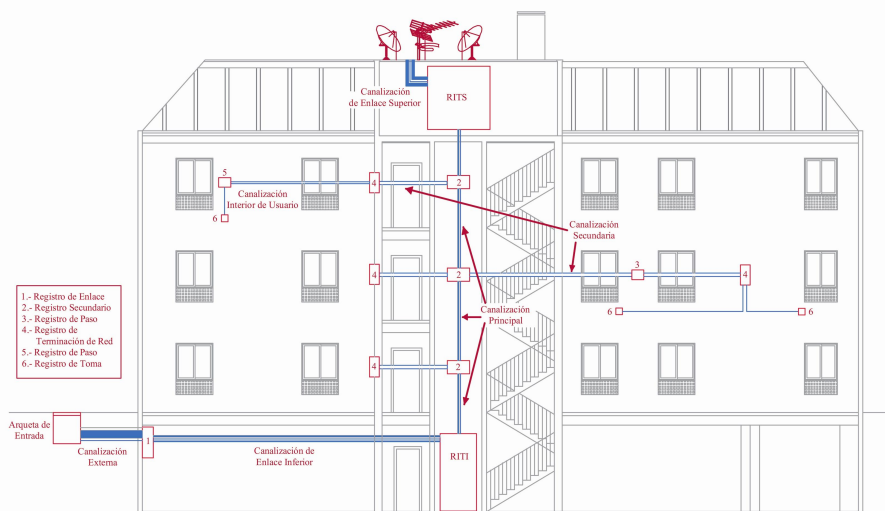 Canalización
de Enlace Superior
RITS
5
Canalización
Interior de Usuario
6
4
2
Canalización
Secundaria
4
2
3
4
Canalización
Principal
6
6
1.- Registro de Enlace
2.- Registro Secundario
3.- Registro de Paso
4.- Registro de
Terminación de Red
5.- Registro de Paso
6.- Registro de Toma
4
2
Arqueta de
Entrada
Canalización
Externa
1
Canalización de
Enlace Inferior
RITI